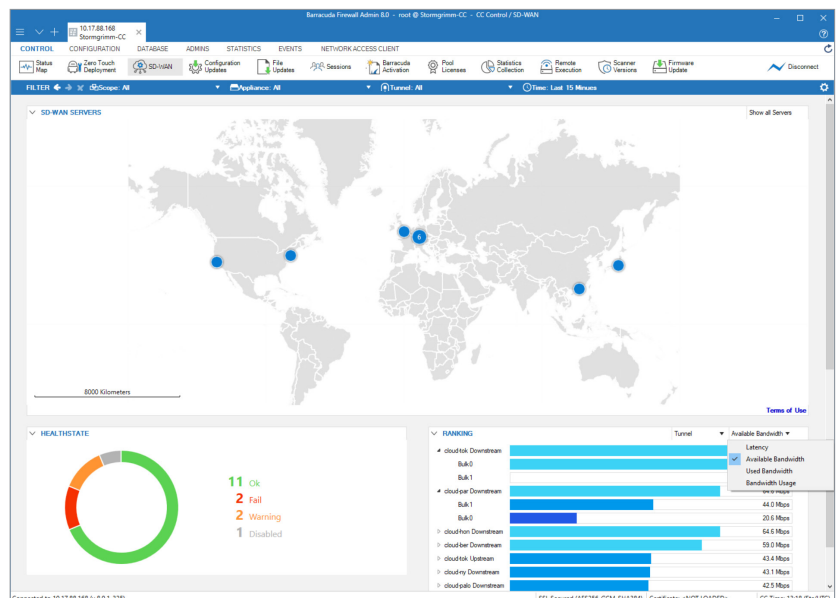 Barracuda Firewall Admin 8.0 - root @ Stormgrimm-CC - CC Control / SD-WAN
10.17.88.168
Stormgrimm-CC
CONTROL CONFIGURATION DATABASE ADMINS STATISTICS EVENTS NETWORK ACCESS CLIENT
Status Map
Zero Touch Deployment
SD-WAN
Configuration Updates
File Updates
Sessions
Barracuda Activation
Pool Licenses
Statistics Collection
Remote Execution
Scanner Versions
Firmware Update
Disconnect
FILTER Scope: All Appliance: All Tunnel: All Time: Last 15 Minues
SD-WAN SERVERS Show all Servers
6
8000 Kilometers
Terms of Use
HEALTHSTATE
11 Ok
2 Fail
2 Warning
1 Disabled
RANKING Tunnel Available Bandwidth
Latency
Available Bandwidth
Used Bandwidth
Bandwidth Usage
cloud-tok Downstream
Bulk0
Bulk1
cloud-par Downstream
Bulk1 44.0 Mbps
Bulk0 20.6 Mbps
cloud-hon Downstream 64.6 Mbps
cloud-ber Downstream 59.0 Mbps
cloud-tok Upstream 43.4 Mbps
cloud-ny Downstream 43.1 Mbps
cloud-palo Downstream 42.5 Mbps